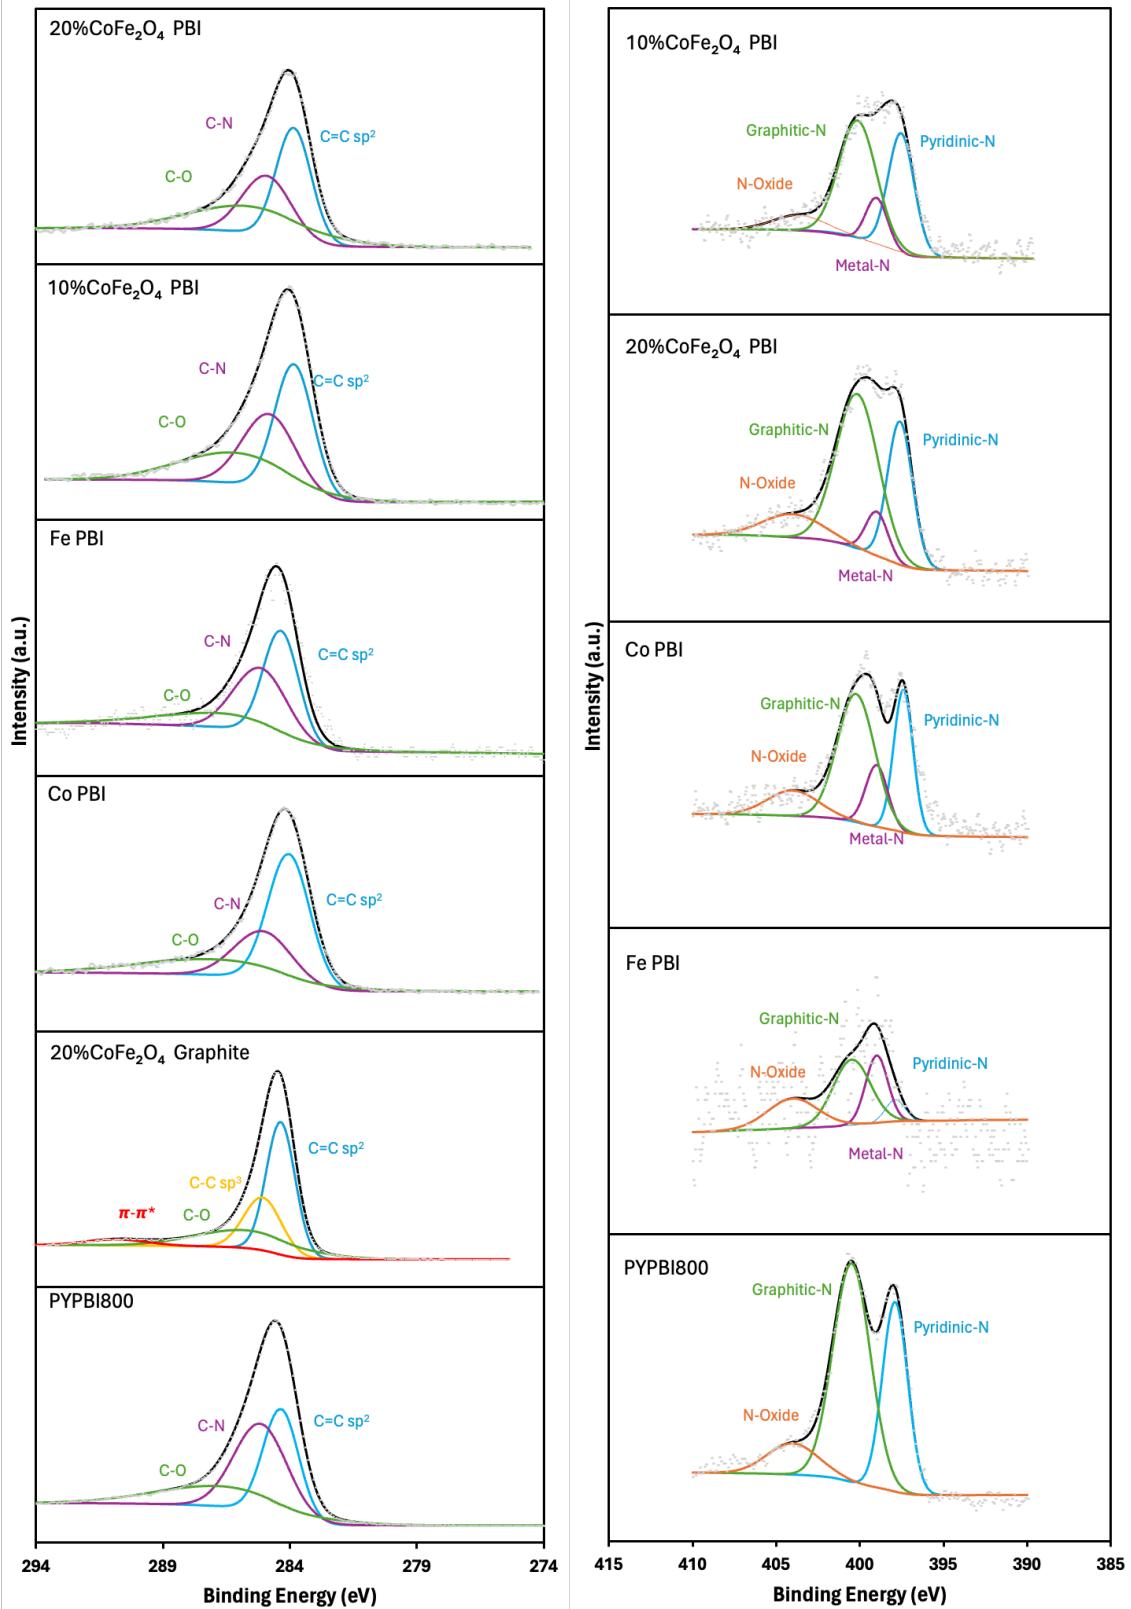 20%CoFe₂O₄ PBI
C-N
C=C sp²
C-O
10%CoFe₂O₄ PBI
C-N
C=C sp²
C-O
Fe PBI
C-N
C=C sp²
C-O
Co PBI
C-N
C=C sp²
C-O
20%CoFe₂O₄ Graphite
C=C sp²
C-C sp³
π-π*
C-O
PYPBI800
C-N
C=C sp²
C-O
Intensity (a.u.)
294 289 284 279 274
Binding Energy (eV)
10%CoFe₂O₄ PBI
Graphitic-N
Pyridinic-N
N-Oxide
Metal-N
20%CoFe₂O₄ PBI
Graphitic-N
Pyridinic-N
N-Oxide
Metal-N
Co PBI
Graphitic-N
Pyridinic-N
N-Oxide
Metal-N
Fe PBI
Graphitic-N
Pyridinic-N
N-Oxide
Metal-N
PYPBI800
Graphitic-N
Pyridinic-N
N-Oxide
Intensity (a.u.)
415 410 405 400 395 390 385
Binding Energy (eV)